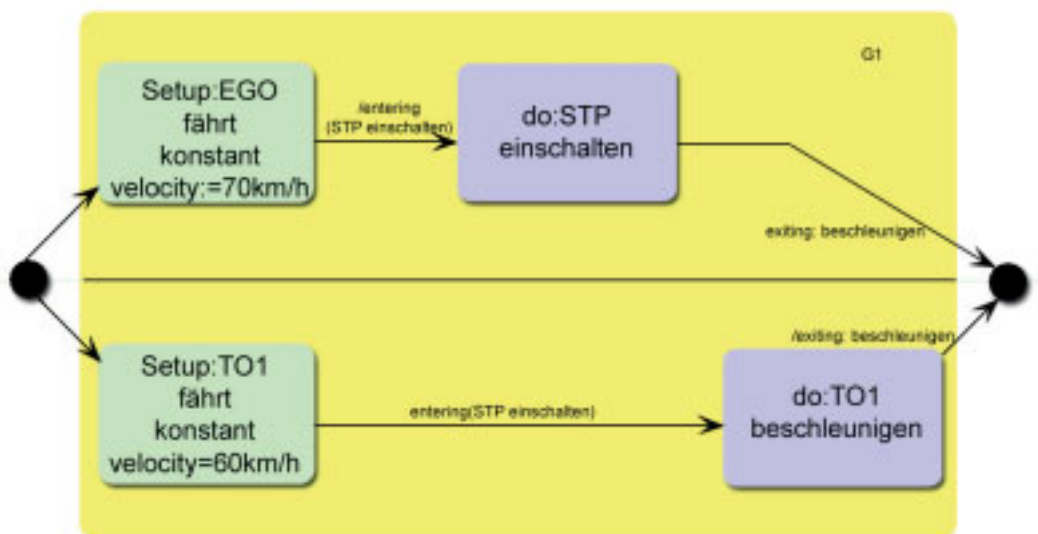 G1
Setup:EGO
fährt
konstant
velocity:=70km/h
/entering
(STP einschalten)
do:STP
einschalten
exiting: beschleunigen
/exiting: beschleunigen
Setup:TO1
fährt
konstant
velocity=60km/h
entering(STP einschalten)
do:TO1
beschleunigen